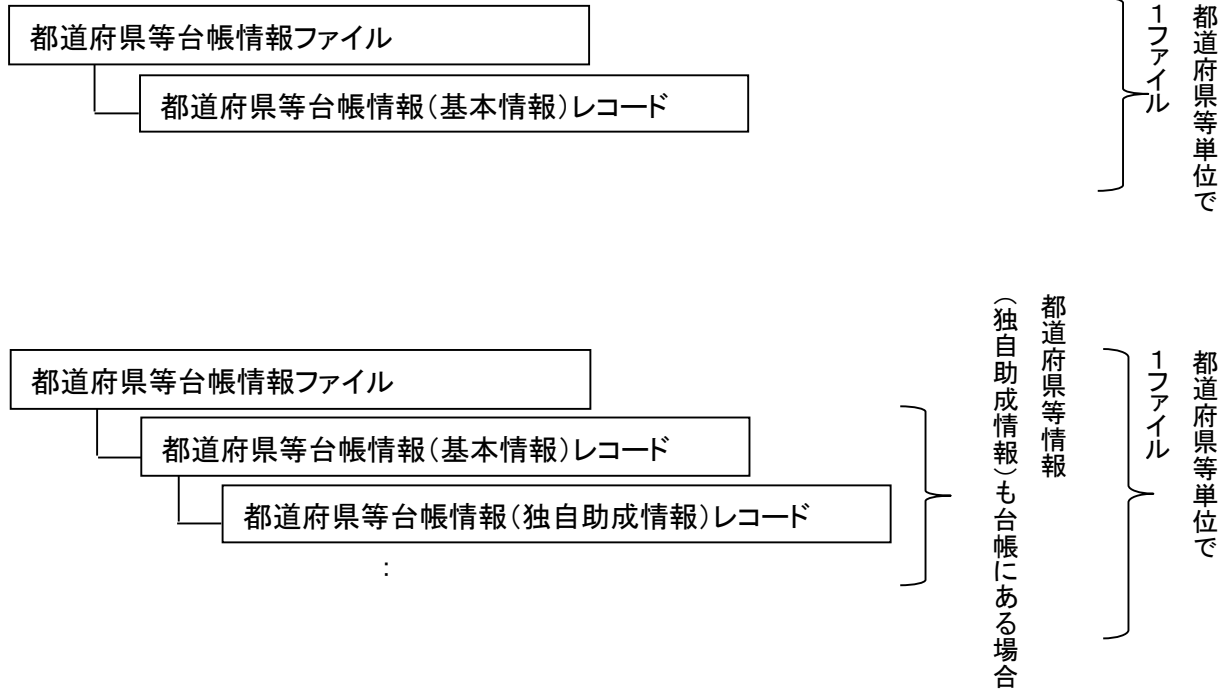 都道府県等台帳情報ファイル
都道府県等台帳情報(基本情報)レコード
都道府県等単位で
1ファイル
都道府県等台帳情報ファイル
都道府県等台帳情報(基本情報)レコード
都道府県等台帳情報(独自助成情報)レコード
:
都道府県等情報
(独自助成情報)も台帳にある場合
都道府県等単位で
1ファイル